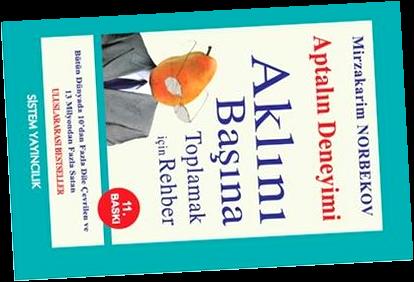 Mirzakarim NORBEKOV
Aptalın Deneyimi
Aklını
Başına
Toplamak
için Rehber
11.
BASKI
Bütün Dünyada 10'dan Fazla Dile Çevrilen ve
13 Milyondan Fazla Satan
ULUSLARARASI BESTSELLER
SİSTEM YAYINCILIK